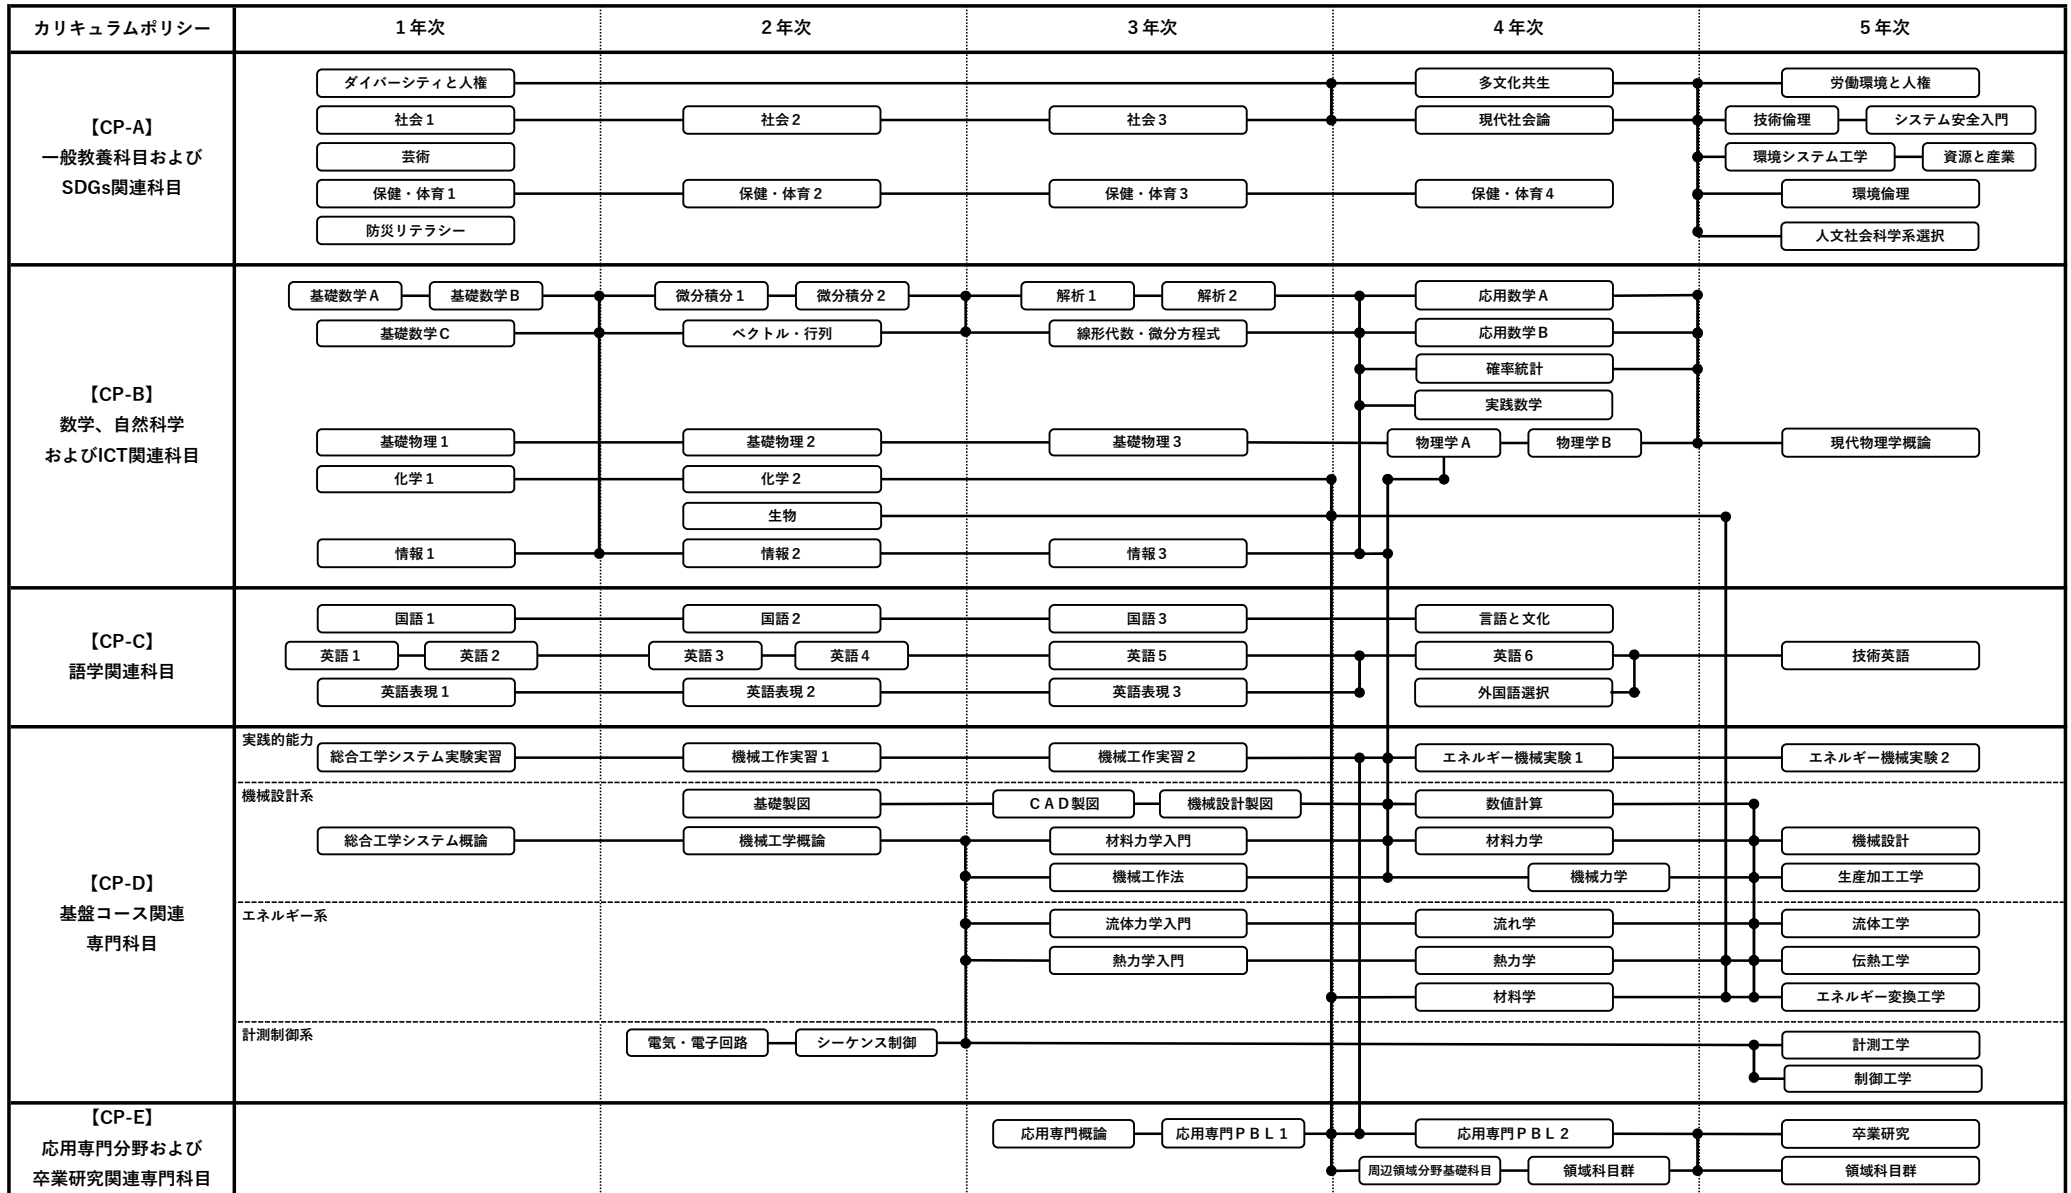 カリキュラムポリシー
1年次
2年次
3年次
4年次
5年次
【CP-A】
一般教養科目および
SDGs関連科目
ダイバーシティと人権
多文化共生
労働環境と人権
社会1
社会2
社会3
現代社会論
技術倫理
システム安全入門
芸術
環境システム工学
資源と産業
保健・体育1
保健・体育2
保健・体育3
保健・体育4
環境倫理
防災リテラシー
人文社会科学系選択
【CP-B】
数学、自然科学
およびICT関連科目
基礎数学A
基礎数学B
微分積分1
微分積分2
解析1
解析2
応用数学A
基礎数学C
ベクトル・行列
線形代数・微分方程式
応用数学B
確率統計
実践数学
基礎物理1
基礎物理2
基礎物理3
物理学A
物理学B
現代物理学概論
化学1
化学2
生物
情報1
情報2
情報3
【CP-C】
語学関連科目
国語1
国語2
国語3
言語と文化
英語1
英語2
英語3
英語4
英語5
英語6
技術英語
英語表現1
英語表現2
英語表現3
外国語選択
【CP-D】
基盤コース関連
専門科目
実践的能力
総合工学システム実験実習
機械工作実習1
機械工作実習2
エネルギー機械実験1
エネルギー機械実験2
機械設計系
基礎製図
CAD製図
機械設計製図
数値計算
総合工学システム概論
機械工学概論
材料力学入門
材料力学
機械設計
機械工作法
機械力学
生産加工工学
エネルギー系
流体力学入門
流れ学
流体工学
熱力学入門
熱力学
伝熱工学
材料学
エネルギー変換工学
計測制御系
電気・電子回路
シーケンス制御
計測工学
制御工学
【CP-E】
応用専門分野および
卒業研究関連専門科目
応用専門概論
応用専門PBL1
応用専門PBL2
卒業研究
周辺領域分野基礎科目
領域科目群
領域科目群